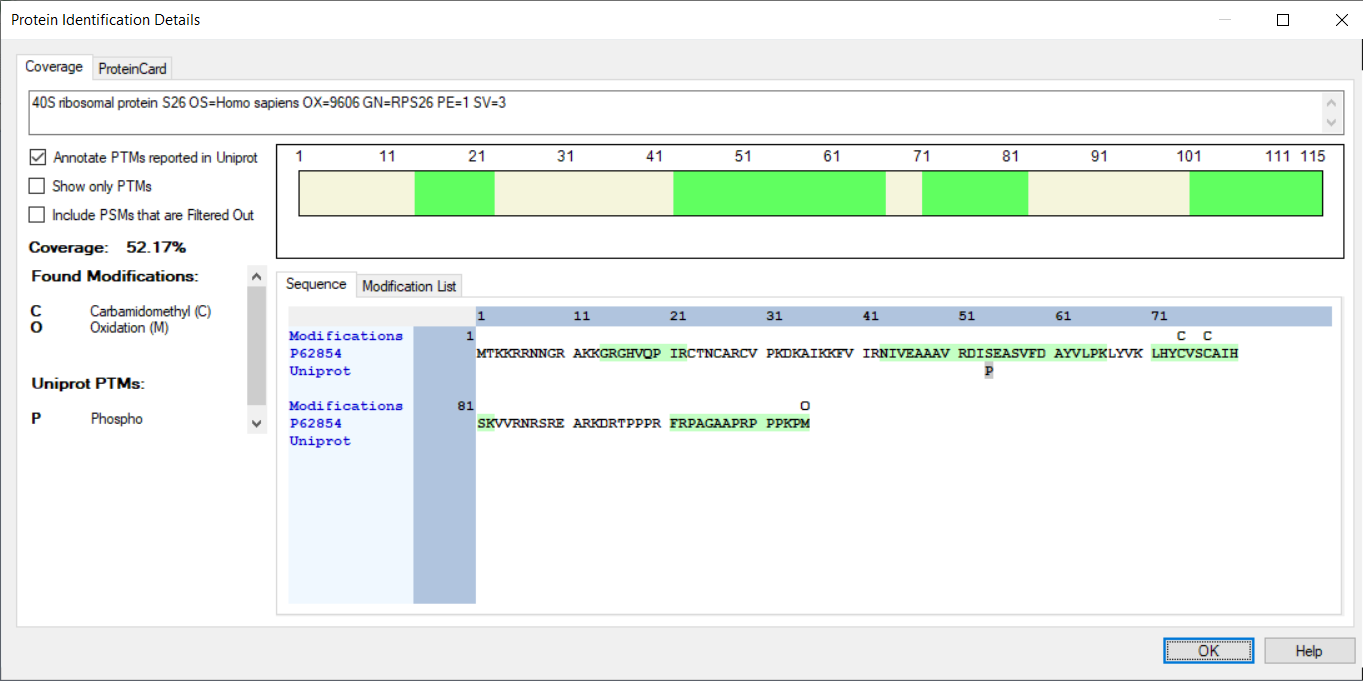 Protein Identification Details
Coverage ProteinCard
40S ribosomal protein S26 OS=Homo sapiens OX=9606 GN=RPS26 PE=1 SV=3
Annotate PTMs reported in Uniprot
Show only PTMs
Include PSMs that are Filtered Out
Coverage: 52.17%
Found Modifications:
C Carbamidomethyl (C)
O Oxidation (M)
Uniprot PTMs:
P Phospho
1 11 21 31 41 51 61 71 81 91 101 111 115
Sequence Modification List
1 11 21 31 41 51 61 71
Modifications 1 C C
P62854 MTKKRRNNGR AKKGRGHVQP IRCTNCARCV PKDKAIKKFV IRNIVEAAAV RDISEASVFD AYVLPKLYVK LHYCVSCAIH
Uniprot P
Modifications 81 O
P62854 SKVVRNRSRE ARKDRTPPPR FRPAGAAPRP PPKPM
Uniprot
OK Help